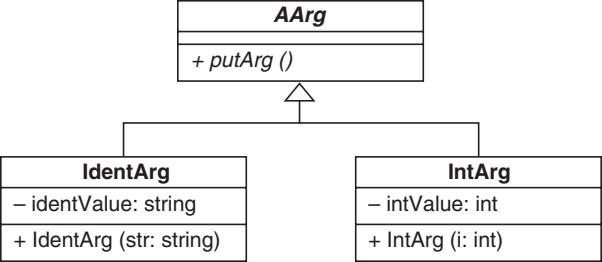 AArg
+ putArg ()
IdentArg
– identValue: string
+ IdentArg (str: string)
IntArg
– intValue: int
+ IntArg (i: int)